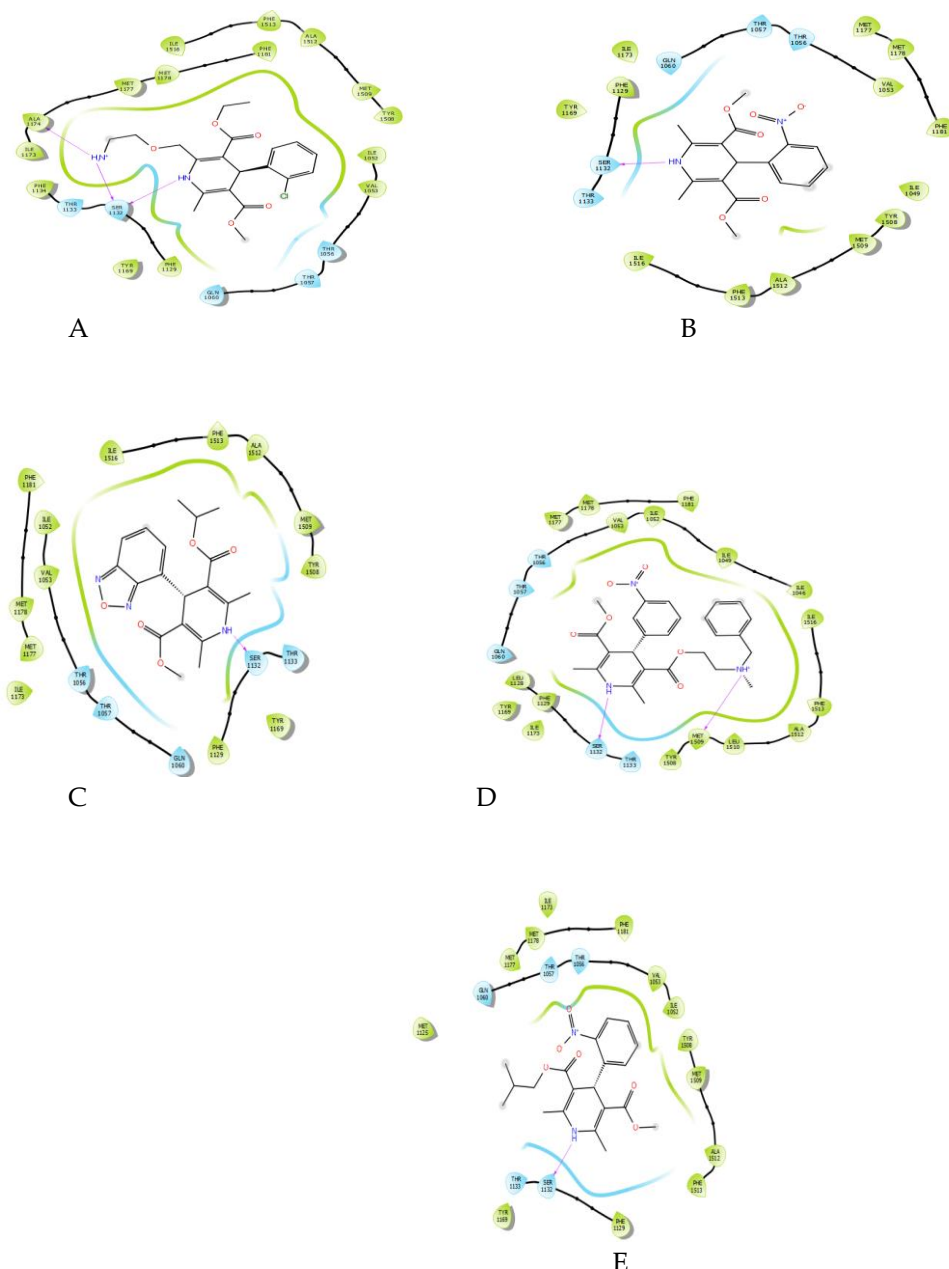 PHE
1513
ILE
1516
ALA
1512
PHE
1181
MET
1178
MET
1177
MET
1509
TYR
1508
ALA
1174
ILE
1173
ILE
1052
VAL
1053
PHE
THR
1133
SER
1132
TYR
1169
PHE
1129
THR
1056
THR
1057
GLN
1060
O
O
O
HN
Cl
O
O
A
THR
1057
THR
1056
MET
1177
MET
1178
ILE
1173
GLN
1060
PHE
1129
VAL
1053
TYR
1169
PHE
1181
SER
1132
THR
1133
ILE
1049
TYR
1508
MET
1509
ILE
1516
ALA
1512
PHE
1513
O
O
O⁻
N⁺
O
HN
O
O
B
PHE
1513
ALA
1512
ILE
1516
PHE
1181
ILE
1052
MET
1509
VAL
1053
TYR
1508
MET
1178
MET
1177
SER
1132
THR
1133
THR
1056
ILE
1173
THR
1057
TYR
1169
PHE
1129
GLN
1060
O
O
N
O
N
O
O
NH
C
PHE
1181
MET
1178
MET
1177
VAL
1053
ILE
1052
THR
1056
ILE
1049
THR
1057
ILE
1046
ILE
1516
GLN
1060
LEU
1128
PHE
1129
TYR
1169
ILE
1173
PHE
1513
ALA
1512
MET
1509
LEU
1510
SER
1132
THR
1133
TYR
1508
O
O⁻
N⁺
O
O
O
O
N
H
NH⁺
D
ILE
1173
MET
1178
PHE
1181
MET
1177
THR
1057
THR
1056
VAL
1053
GLN
1060
ILE
1052
MET
1125
TYR
1508
MET
1509
ALA
1512
PHE
1513
THR
1133
SER
1132
TYR
1169
PHE
1129
O
N⁺
O
O
O
O
O
N
H
E